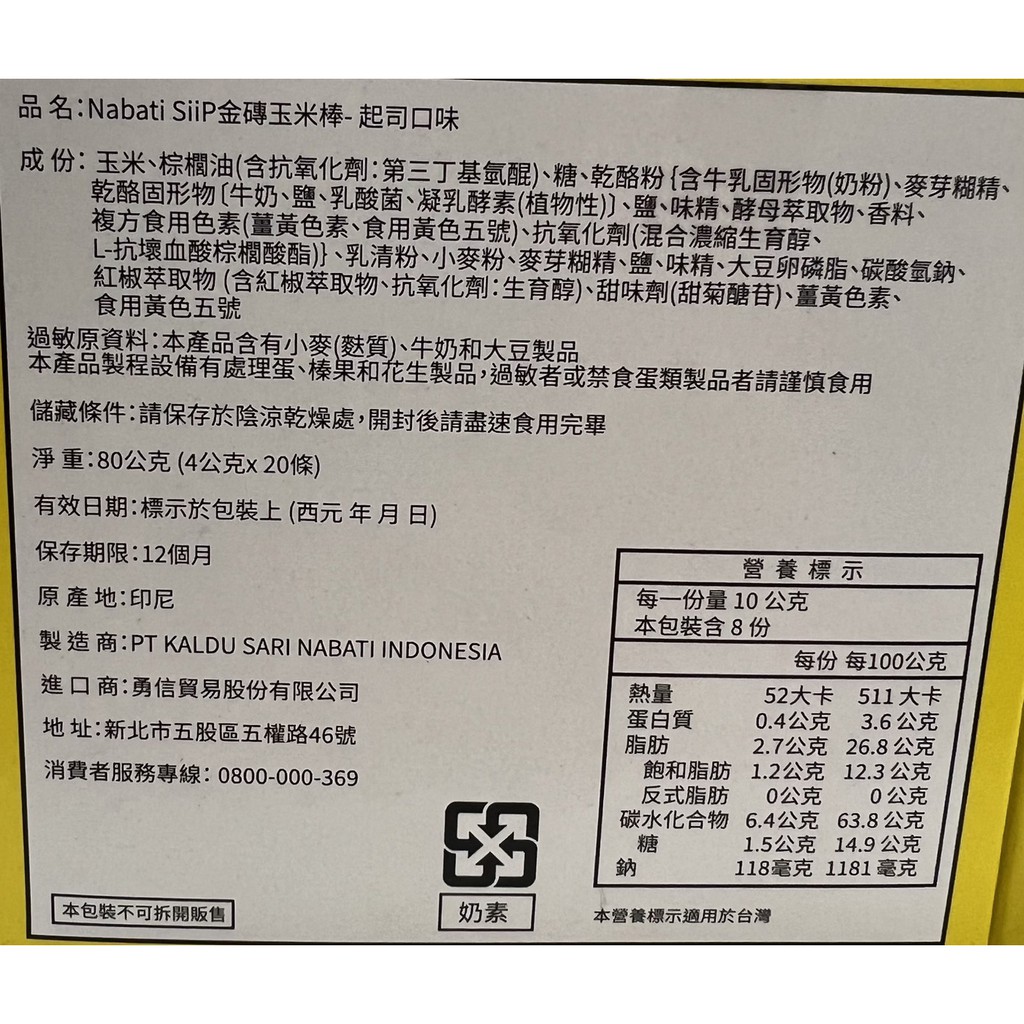 品名:Nabati SiiP金磚玉米棒- 起司口味
成份: 玉米、棕櫚油(含抗氧化劑:第三丁基氫醌)、糖、乾酪粉{含牛乳固形物(奶粉)、麥芽糊精、
乾酪固形物〔牛奶、鹽、乳酸菌、凝乳酵素(植物性)〕、鹽、味精、酵母萃取物、香料、
複方食用色素(薑黃色素、食用黃色五號)、抗氧化劑(混合濃縮生育醇、
L-抗壞血酸棕櫚酸酯)}、乳清粉、小麥粉、麥芽糊精、鹽、味精、大豆卵磷脂、碳酸氫鈉、
紅椒萃取物 (含紅椒萃取物、抗氧化劑:生育醇)、甜味劑(甜菊醣苷)、薑黃色素、
食用黃色五號
過敏原資料:本產品含有小麥(麩質)、牛奶和大豆製品
本產品製程設備有處理蛋、榛果和花生製品,過敏者或禁食蛋類製品者請謹慎食用
儲藏條件:請保存於陰涼乾燥處,開封後請盡速食用完畢
淨 重:80公克 (4公克x 20條)
有效日期:標示於包裝上 (西元 年 月 日)
保存期限:12個月
原 產 地:印尼
製 造 商:PT KALDU SARI NABATI INDONESIA
進 口 商:勇信貿易股份有限公司
地 址:新北市五股區五權路46號
消費者服務專線: 0800-000-369
營 養 標 示
每一份量 10 公克
本包裝含 8 份
每份 每100公克
熱量 52大卡 511 大卡
蛋白質 0.4公克 3.6 公克
脂肪 2.7公克 26.8 公克
飽和脂肪 1.2公克 12.3 公克
反式脂肪 0公克 0 公克
碳水化合物 6.4公克 63.8 公克
糖 1.5公克 14.9 公克
鈉 118毫克 1181 毫克
本包裝不可拆開販售
奶素
本營養標示適用於台灣